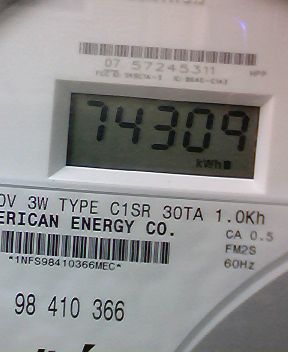 07 57245311
74309
kWh
0V 3W TYPE C1SR 30TA 1.0Kh
ERICAN ENERGY CO.
CA 0.5
FM2S
*1NFS98410366MEC*
60Hz
98 410 366